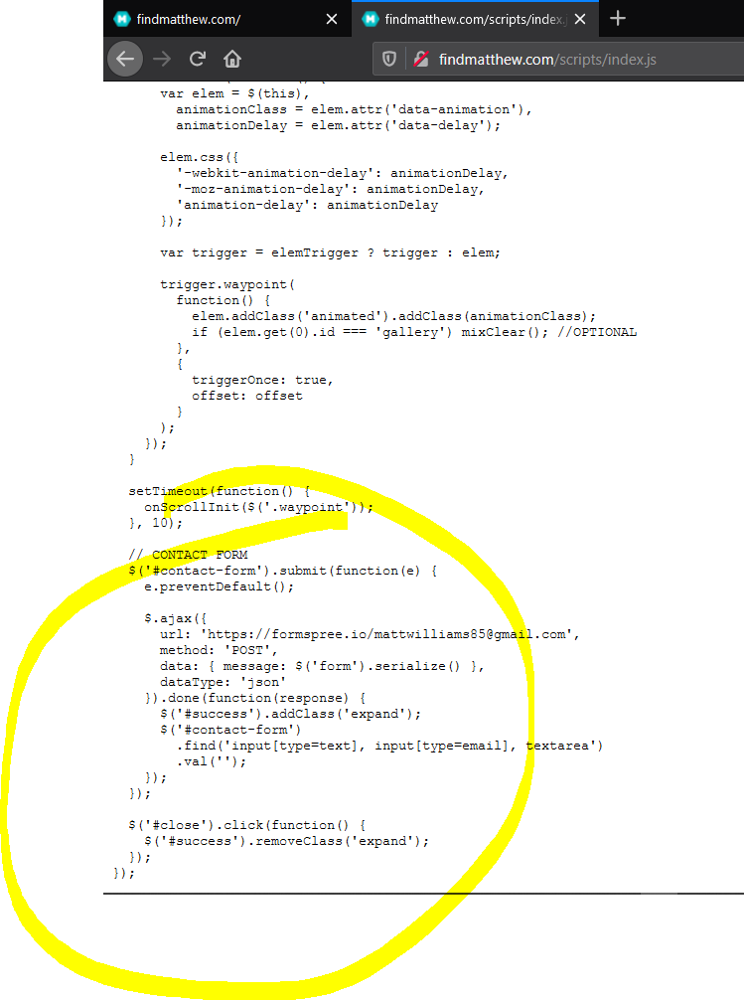 findmatthew.com/
findmatthew.com/scripts/index.j
findmatthew.com/scripts/index.js
var elem = $(this),
animationClass = elem.attr('data-animation'),
animationDelay = elem.attr('data-delay');
elem.css({
'-webkit-animation-delay': animationDelay,
'-moz-animation-delay': animationDelay,
'animation-delay': animationDelay
});
var trigger = elemTrigger ? trigger : elem;
trigger.waypoint(
function() {
elem.addClass('animated').addClass(animationClass);
if (elem.get(0).id === 'gallery') mixClear(); //OPTIONAL
},
{
triggerOnce: true,
offset: offset
}
);
});
}
setTimeout(function() {
onScrollInit($('.waypoint'));
}, 10);
// CONTACT FORM
$('#contact-form').submit(function(e) {
e.preventDefault();
$.ajax({
url: 'https://formspree.io/mattwilliams85@gmail.com',
method: 'POST',
data: { message: $('form').serialize() },
dataType: 'json'
}).done(function(response) {
$('#success').addClass('expand');
$('#contact-form')
.find('input[type=text], input[type=email], textarea')
.val('');
});
});
$('#close').click(function() {
$('#success').removeClass('expand');
});
});